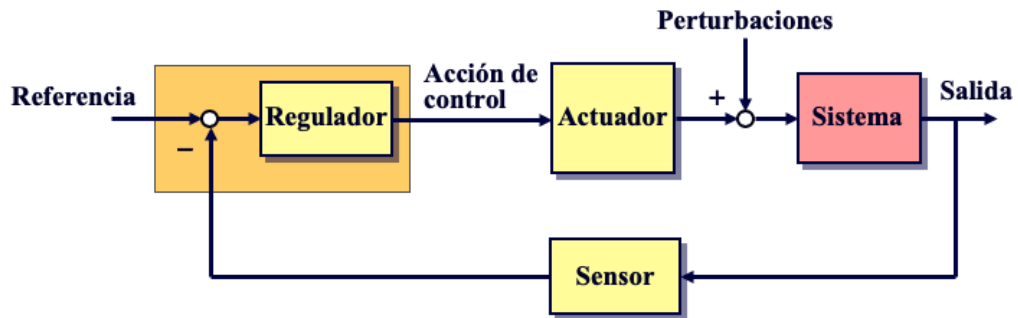 Perturbaciones
Referencia
−
Regulador
Acción de
control
Actuador
+
Sistema
Salida
Sensor